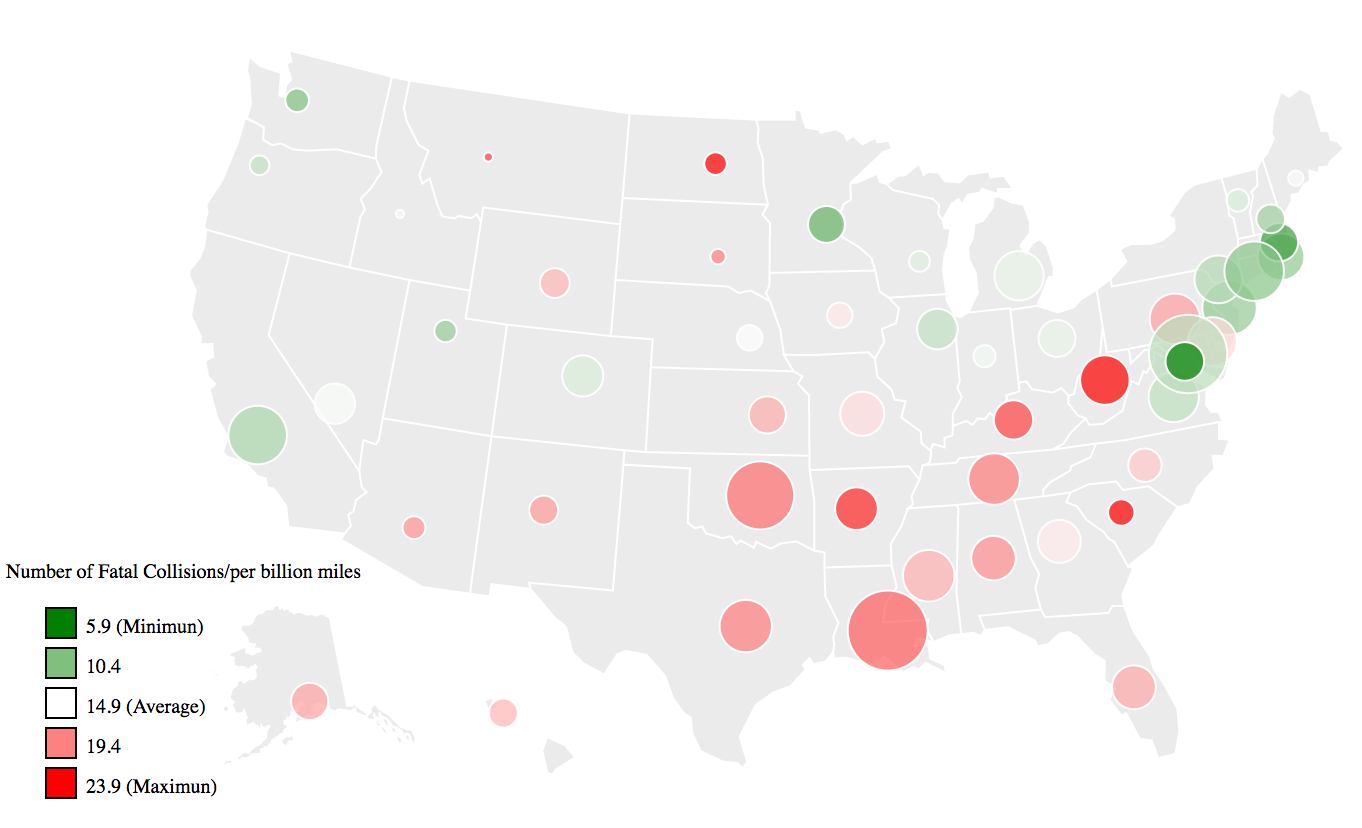 Number of Fatal Collisions/per billion miles
5.9 (Minimun)
10.4
14.9 (Average)
19.4
23.9 (Maximun)